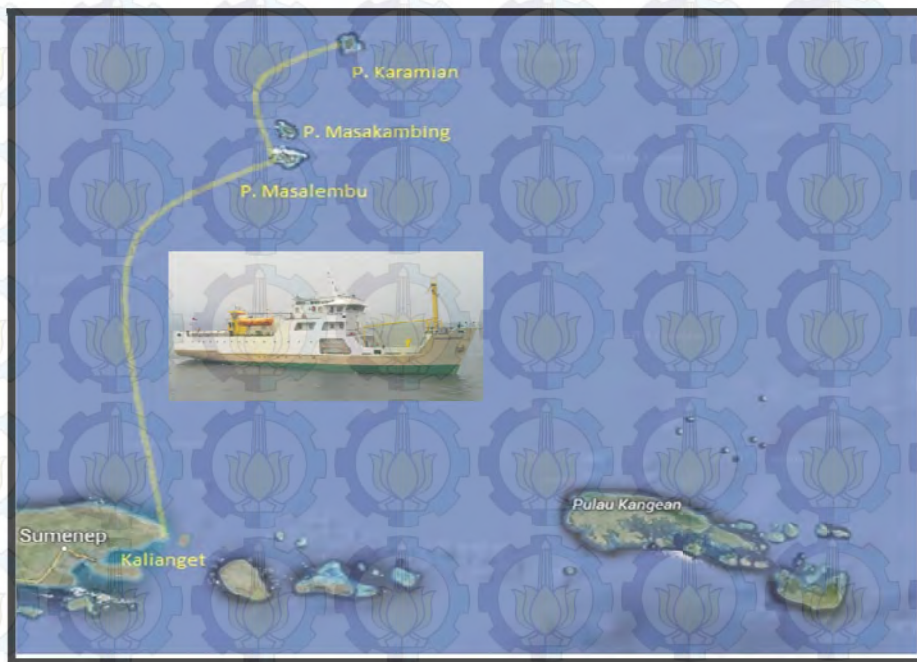 P. Karamian
P. Masakambing
P. Masalembu
Pulau Kangean
Sumenep
Kalianget